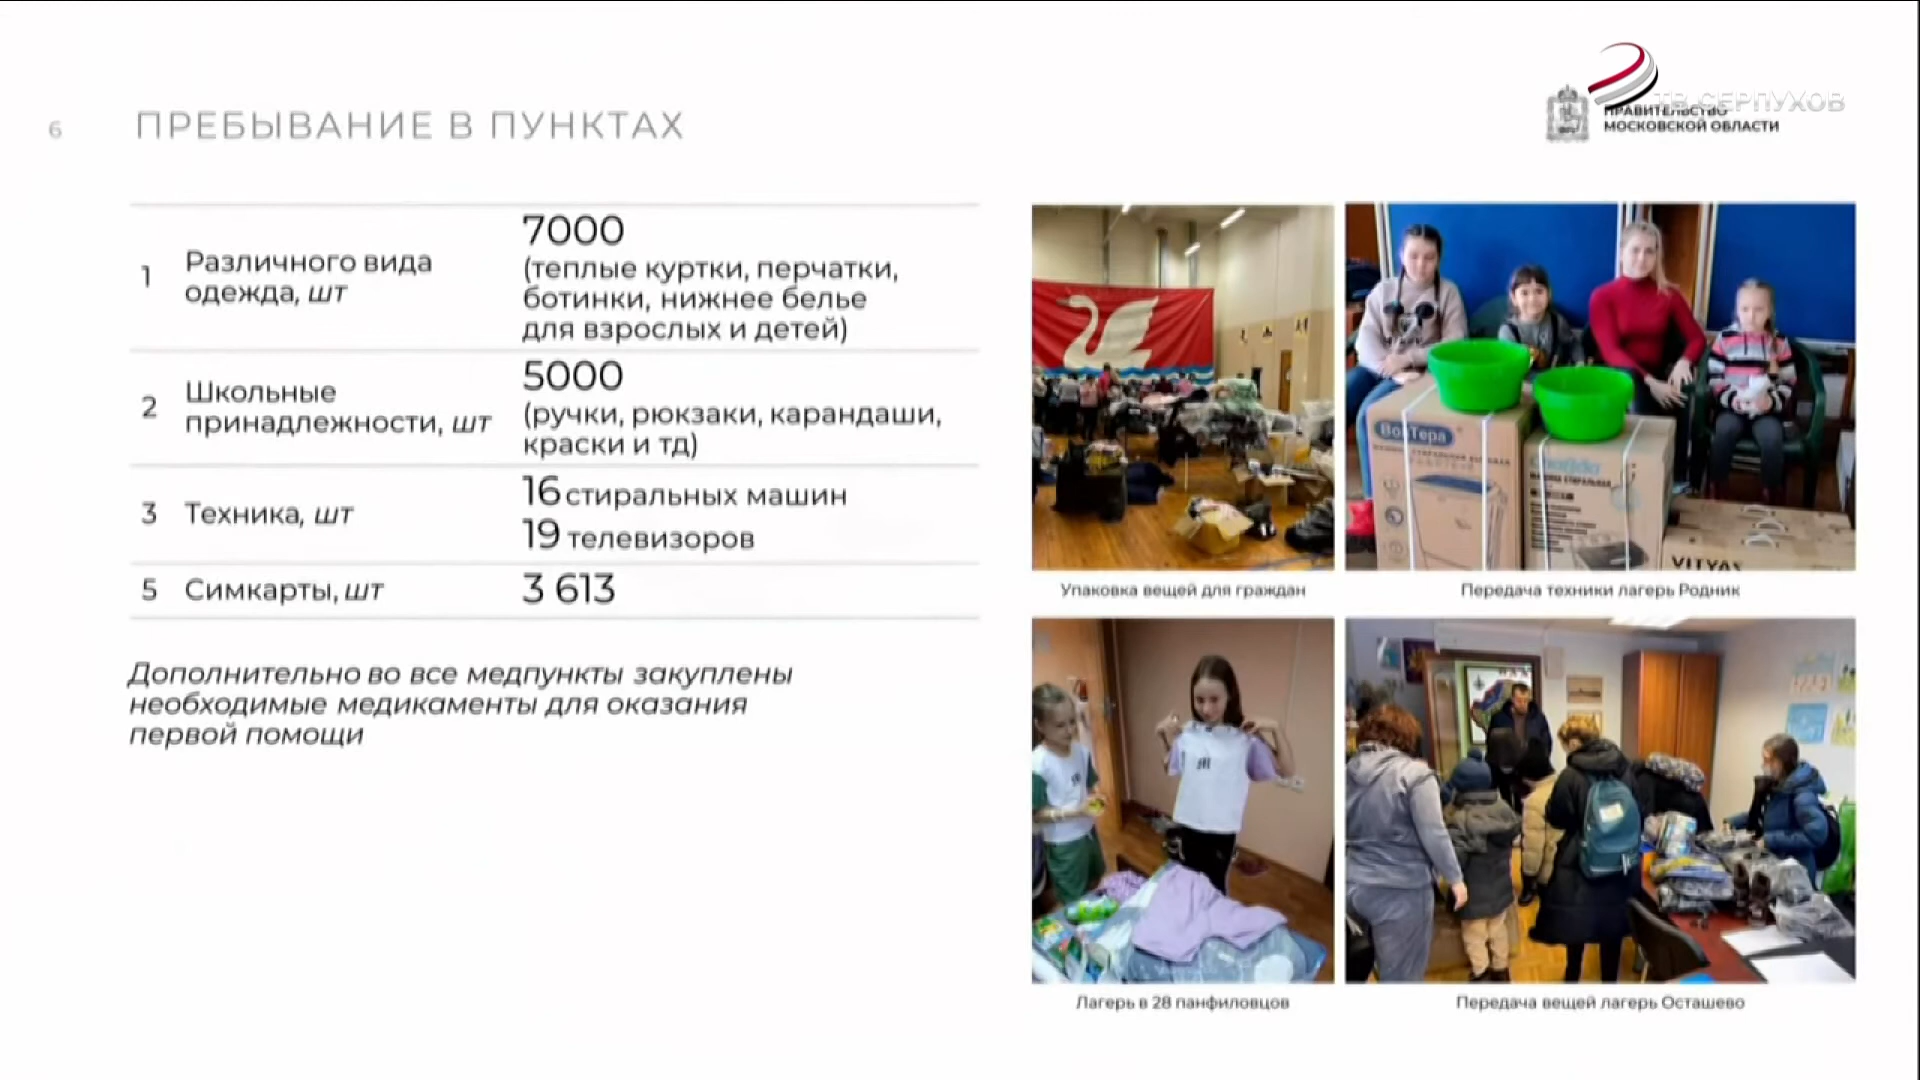 6
ПРЕБЫВАНИЕ В ПУНКТАХ
ТВ СЕРПУХОВ
ПРАВИТЕЛЬСТВО
МОСКОВСКОЙ ОБЛАСТИ
1
Различного вида
одежда, шт
7000
(теплые куртки, перчатки,
ботинки, нижнее белье
для взрослых и детей)
2
Школьные
принадлежности, шт
5000
(ручки, рюкзаки, карандаши,
краски и тд)
3
Техника, шт
16 стиральных машин
19 телевизоров
5
Симкарты, шт
3 613
Дополнительно во все медпункты закуплены
необходимые медикаменты для оказания
первой помощи
ВолТера
VITYAS
Упаковка вещей для граждан
Передача техники лагерь Родник
Лагерь в 28 панфиловцов
Передача вещей лагерь Осташево